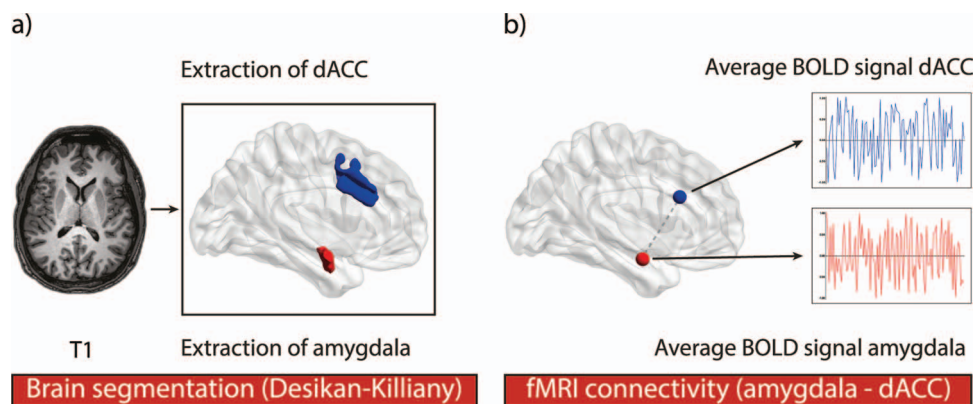 a)
Extraction of dACC
T1
Extraction of amygdala
Brain segmentation (Desikan-Killiany)
b)
Average BOLD signal dACC
Average BOLD signal amygdala
fMRI connectivity (amygdala - dACC)